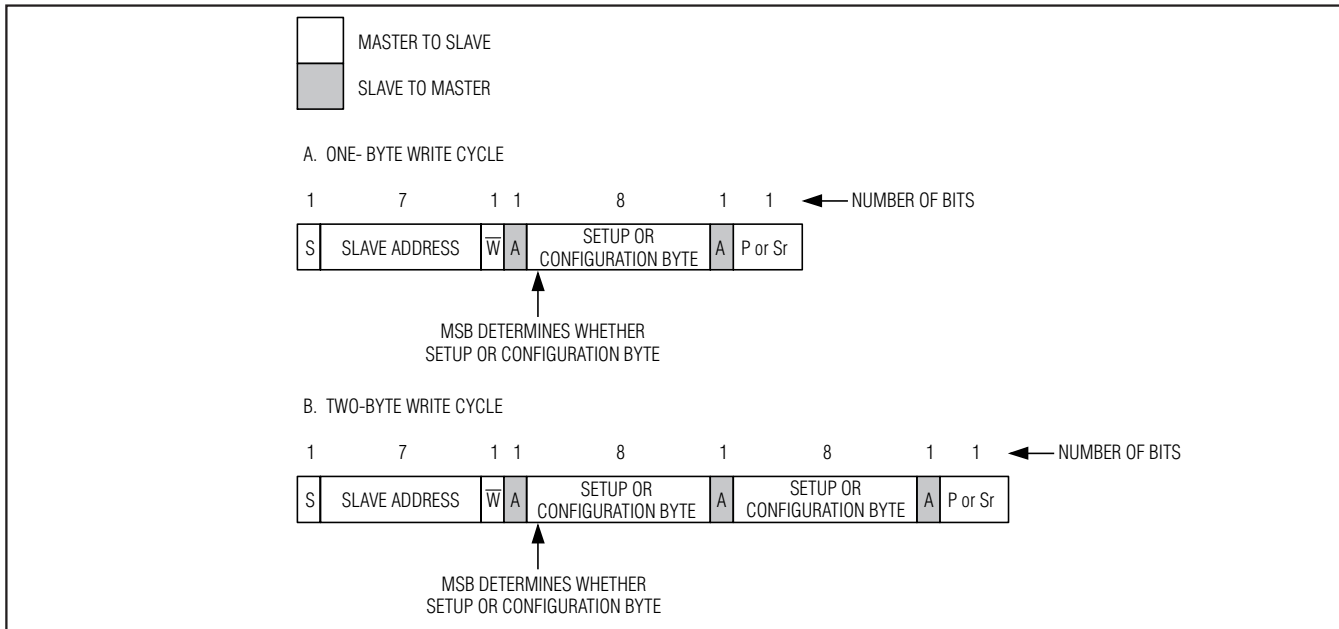 MASTER TO SLAVE
SLAVE TO MASTER
A. ONE- BYTE WRITE CYCLE
1 7 1 1 8 1 1 NUMBER OF BITS
S SLAVE ADDRESS W̅ A SETUP OR CONFIGURATION BYTE A P or Sr
MSB DETERMINES WHETHER
SETUP OR CONFIGURATION BYTE
B. TWO-BYTE WRITE CYCLE
1 7 1 1 8 1 8 1 1 NUMBER OF BITS
S SLAVE ADDRESS W̅ A SETUP OR CONFIGURATION BYTE A SETUP OR CONFIGURATION BYTE A P or Sr
MSB DETERMINES WHETHER
SETUP OR CONFIGURATION BYTE